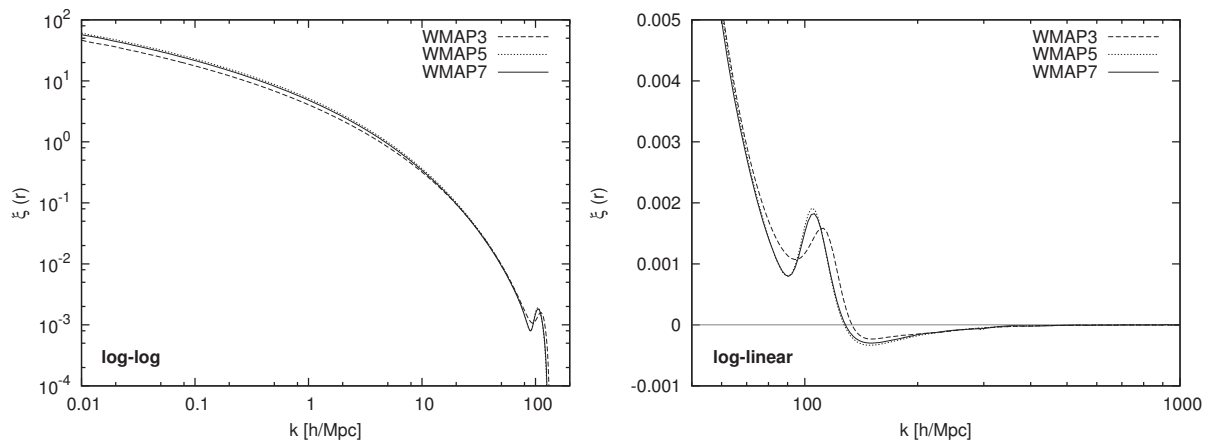 10^2
10^1
10^0
10^-1
10^-2
10^-3
10^-4
ξ (r)
WMAP3
WMAP5
WMAP7
log-log
0.01 0.1 1 10 100
k [h/Mpc]
0.005
0.004
0.003
0.002
0.001
0
-0.001
ξ (r)
WMAP3
WMAP5
WMAP7
log-linear
100 1000
k [h/Mpc]